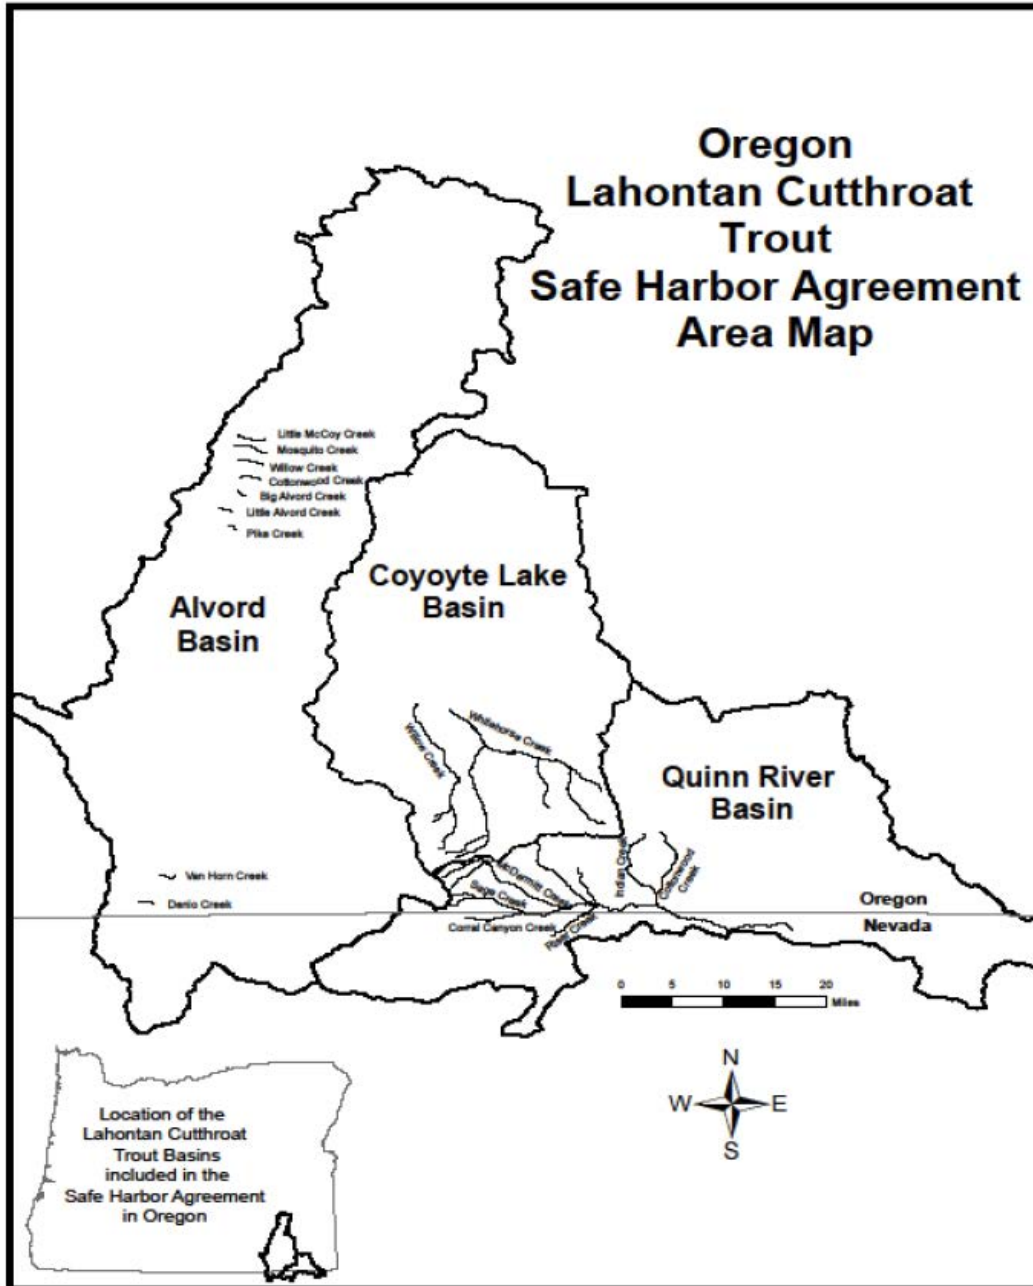 Oregon
Lahontan Cutthroat
Trout
Safe Harbor Agreement
Area Map
Little McCoy Creek
Mosquito Creek
Willow Creek
Cottonwood Creek
Big Alvord Creek
Little Alvord Creek
Pike Creek
Coyoyte Lake
Basin
Alvord
Basin
Willow Creek
Whitehorse Creek
Quinn River
Basin
Van Horn Creek
Denio Creek
McDermitt Creek
Sage Creek
Corral Canyon Creek
Riser Creek
Indian Creek
Cottonwood
Creek
Oregon
Nevada
0 5 10 15 20
Miles
N
W E
S
Location of the
Lahontan Cutthroat
Trout Basins
included in the
Safe Harbor Agreement
in Oregon